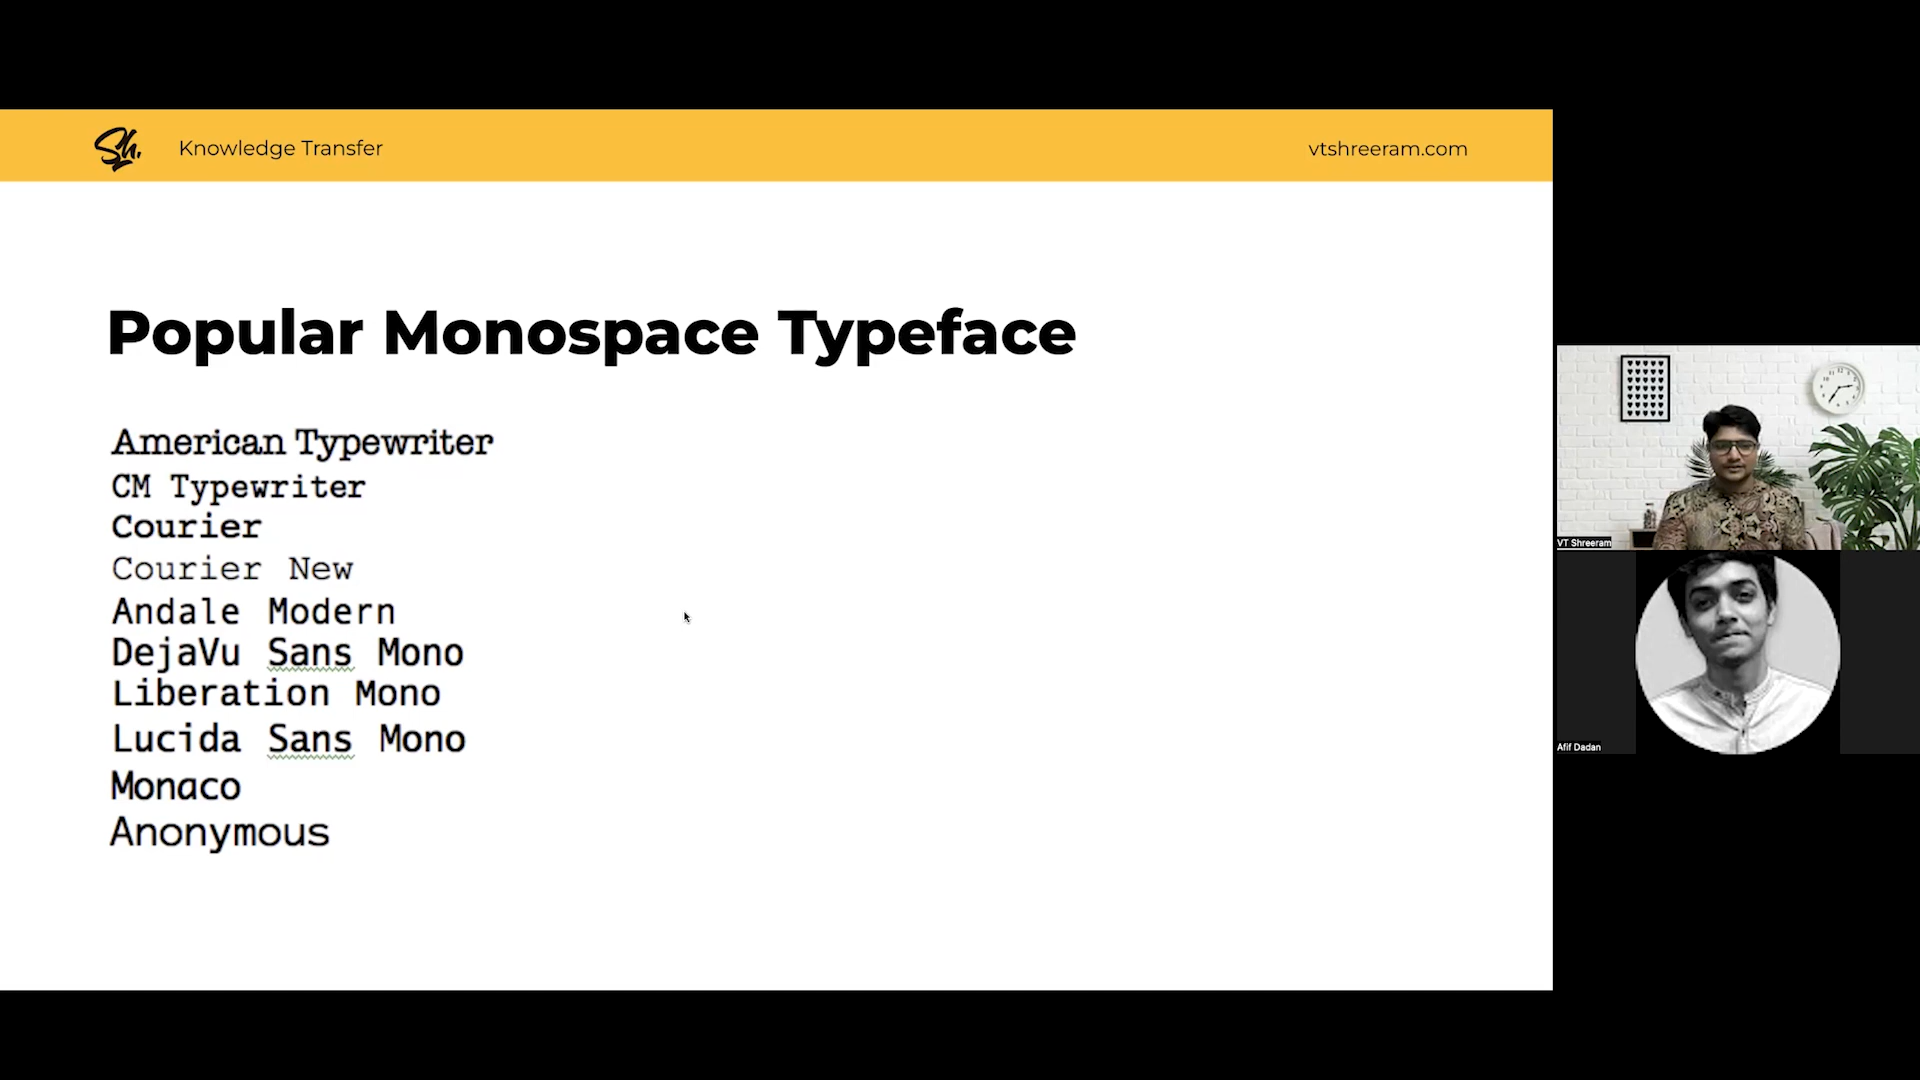 Sh.
Knowledge Transfer
vtshreeram.com
Popular Monospace Typeface
American Typewriter
CM Typewriter
Courier
Courier New
Andale Modern
DejaVu Sans Mono
Liberation Mono
Lucida Sans Mono
Monaco
Anonymous
VT Shreeram
Afif Dadan